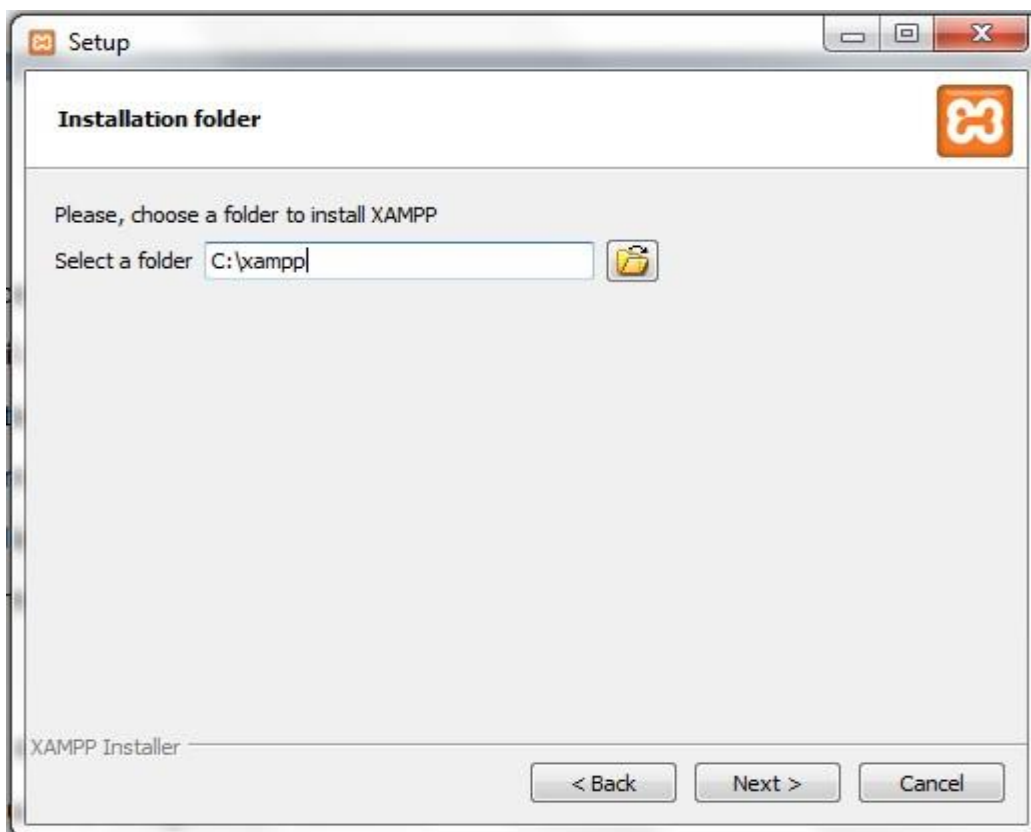 Setup
Installation folder
Please, choose a folder to install XAMPP
Select a folder C:\xampp
XAMPP Installer
< Back Next > Cancel